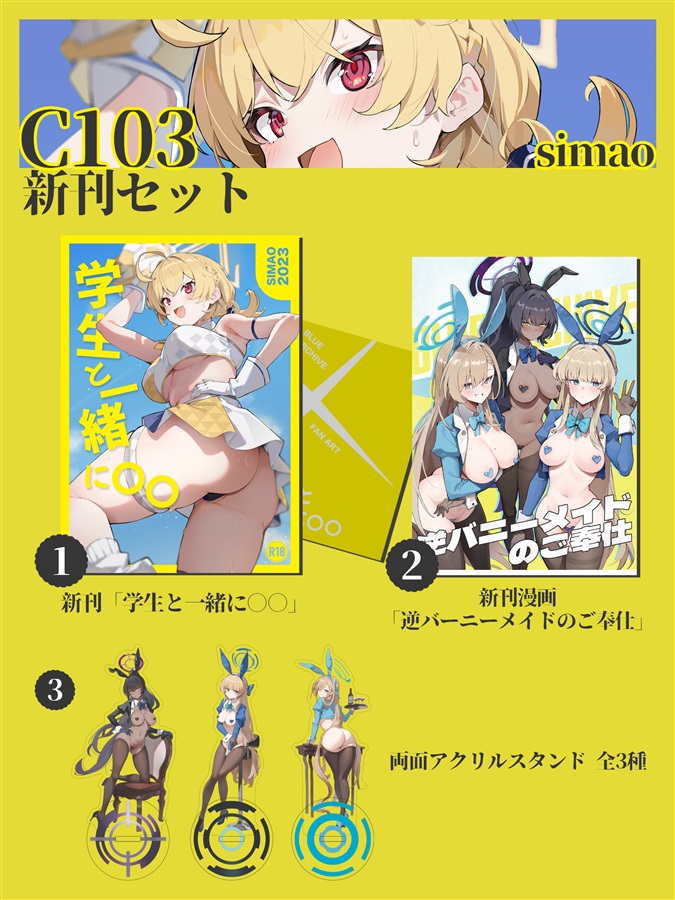 C103
simao
新刊セット
学生と一緒に○○
SIMAO
2023
R18
BLUE
ARCHIVE
FAN ART
逆バニーメイド
のご奉仕
1
新刊「学生と一緒に○○」
2
新刊漫画
「逆バーニーメイドのご奉仕」
3
両面アクリルスタンド 全3種